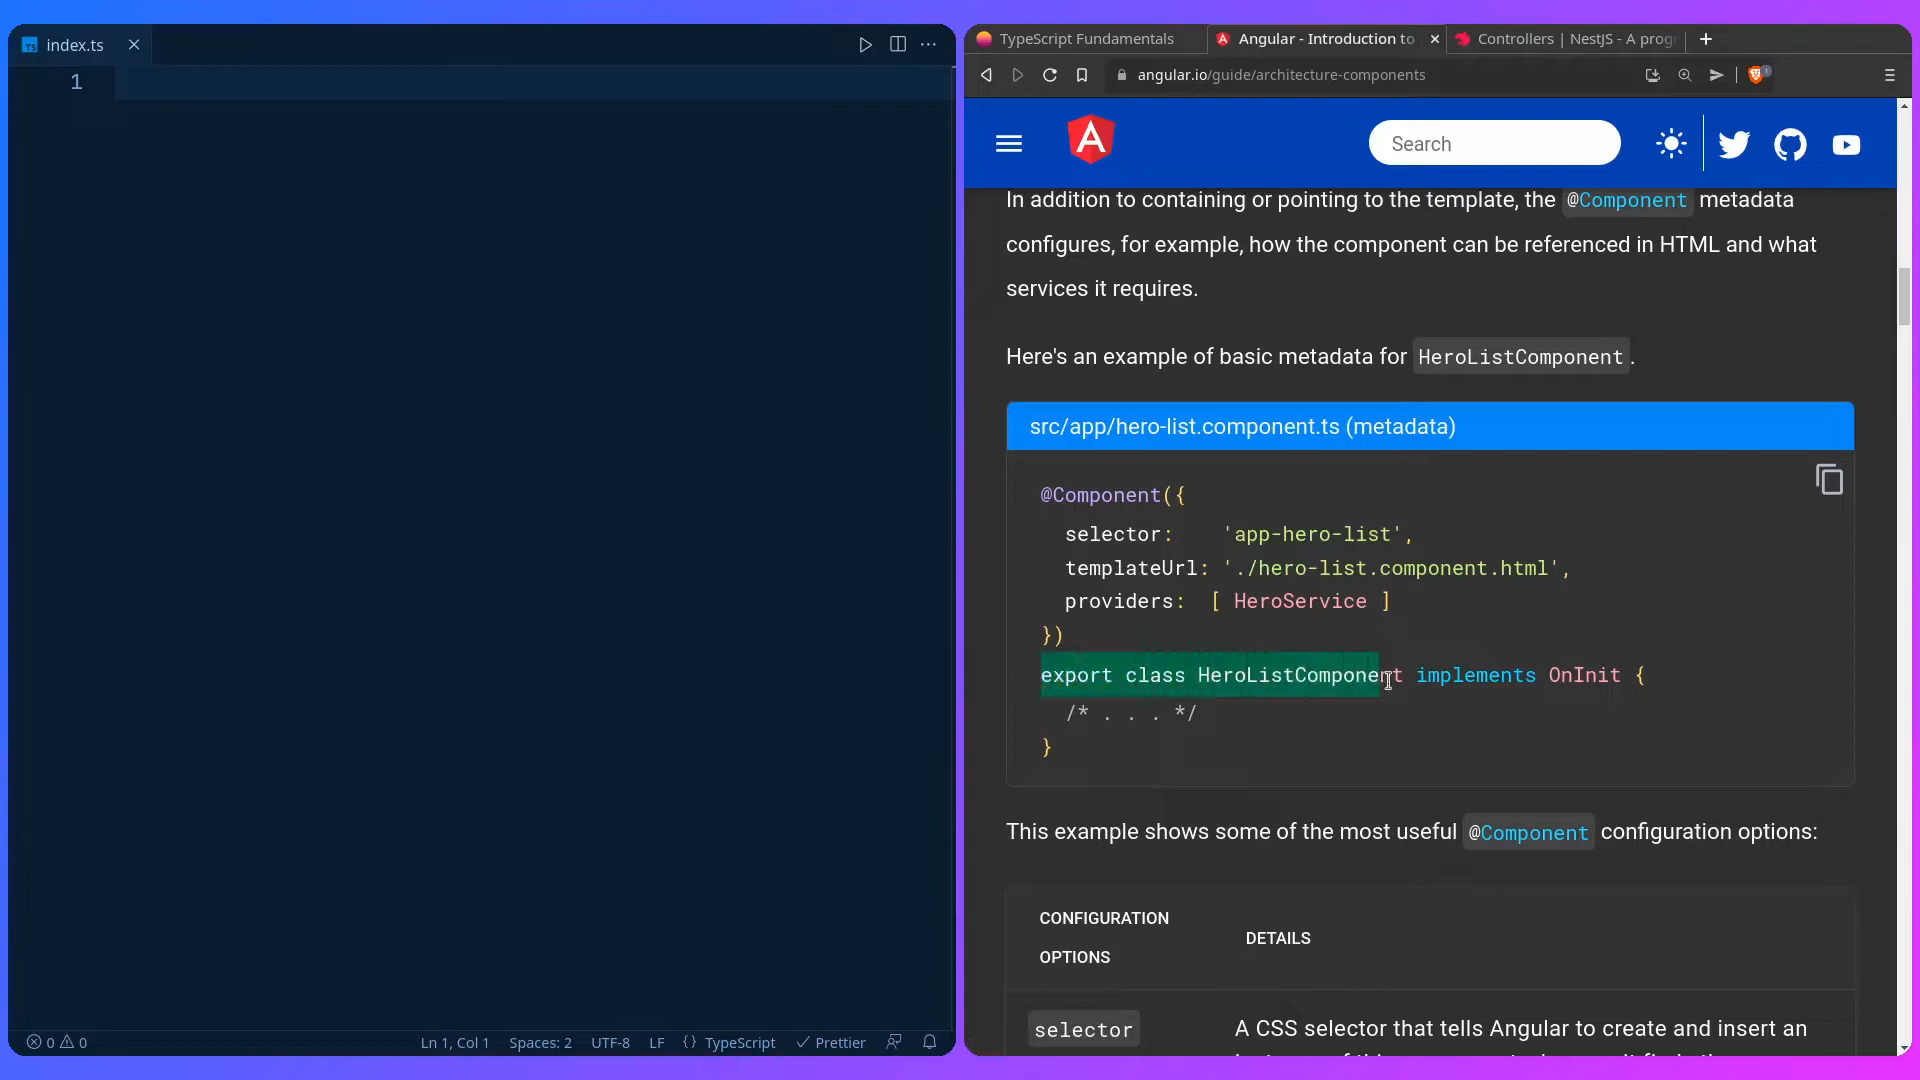 index.ts
1
0 0
Ln 1, Col 1 Spaces: 2 UTF-8 LF {} TypeScript Prettier
TypeScript Fundamentals
Angular - Introduction to
Controllers | NestJS - A prog
angular.io/guide/architecture-components
Search
In addition to containing or pointing to the template, the @Component metadata
configures, for example, how the component can be referenced in HTML and what
services it requires.
Here's an example of basic metadata for HeroListComponent.
src/app/hero-list.component.ts (metadata)
@Component({
  selector:    'app-hero-list',
  templateUrl: './hero-list.component.html',
  providers:  [ HeroService ]
})
export class HeroListComponent implements OnInit {
  /* . . . */
}
This example shows some of the most useful @Component configuration options:
CONFIGURATION
OPTIONS
DETAILS
selector
A CSS selector that tells Angular to create and insert an